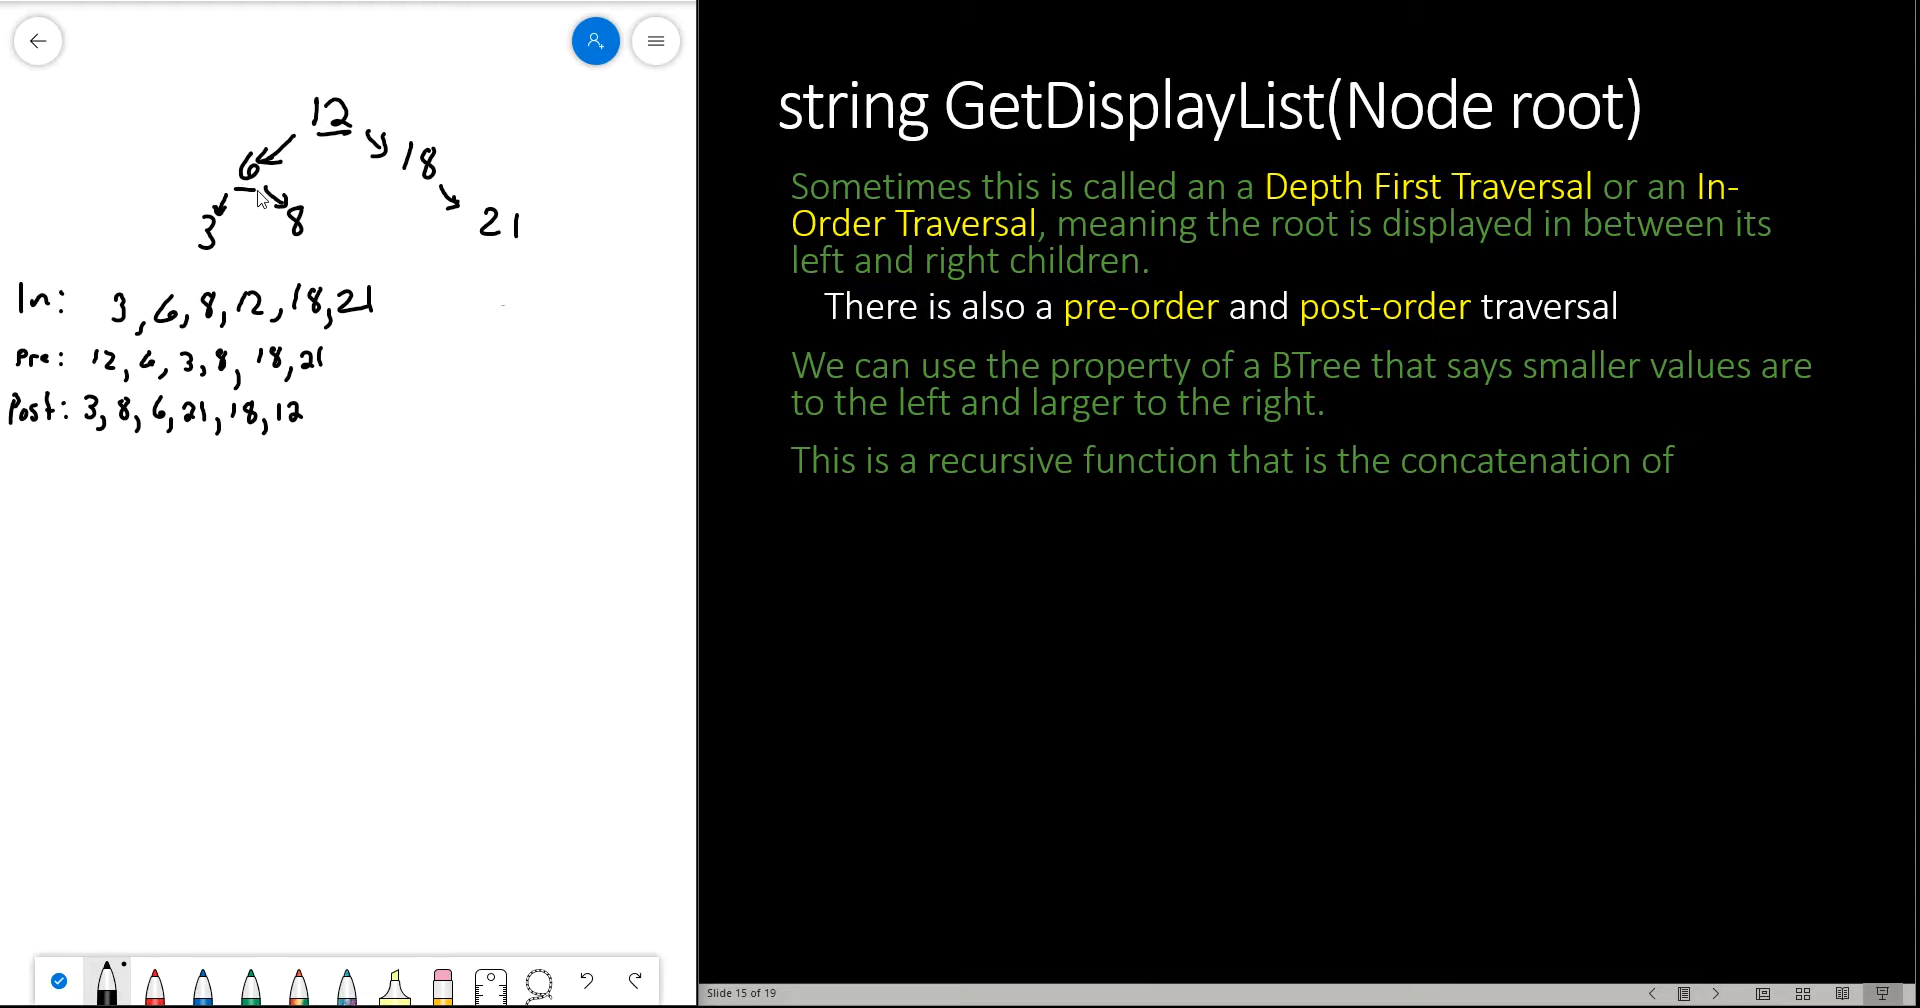 12
6 18
3 8 21
In: 3, 6, 8, 12, 18, 21
Pre: 12, 6, 3, 8, 18, 21
Post: 3, 8, 6, 21, 18, 12
string GetDisplayList(Node root)
Sometimes this is called an a Depth First Traversal or an In-
Order Traversal, meaning the root is displayed in between its
left and right children.
There is also a pre-order and post-order traversal
We can use the property of a BTree that says smaller values are
to the left and larger to the right.
This is a recursive function that is the concatenation of
Slide 15 of 19